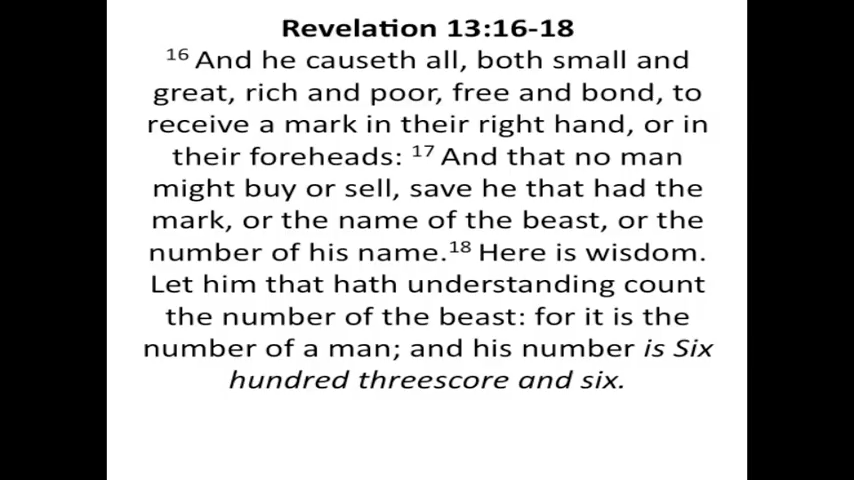 Revelation 13:16-18
16 And he causeth all, both small and
great, rich and poor, free and bond, to
receive a mark in their right hand, or in
their foreheads: 17 And that no man
might buy or sell, save he that had the
mark, or the name of the beast, or the
number of his name.18 Here is wisdom.
Let him that hath understanding count
the number of the beast: for it is the
number of a man; and his number is Six
hundred threescore and six.